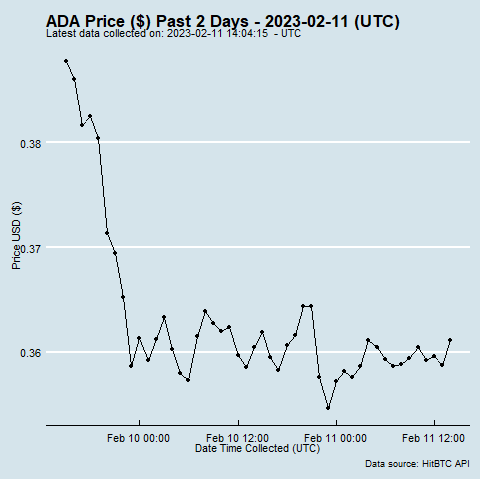 ADA Price ($) Past 2 Days - 2023-02-11 (UTC)
Latest data collected on: 2023-02-11 14:04:15  - UTC
0.38
0.37
0.36
Price USD ($)
Feb 10 00:00
Feb 10 12:00
Feb 11 00:00
Feb 11 12:00
Date Time Collected (UTC)
Data source: HitBTC API